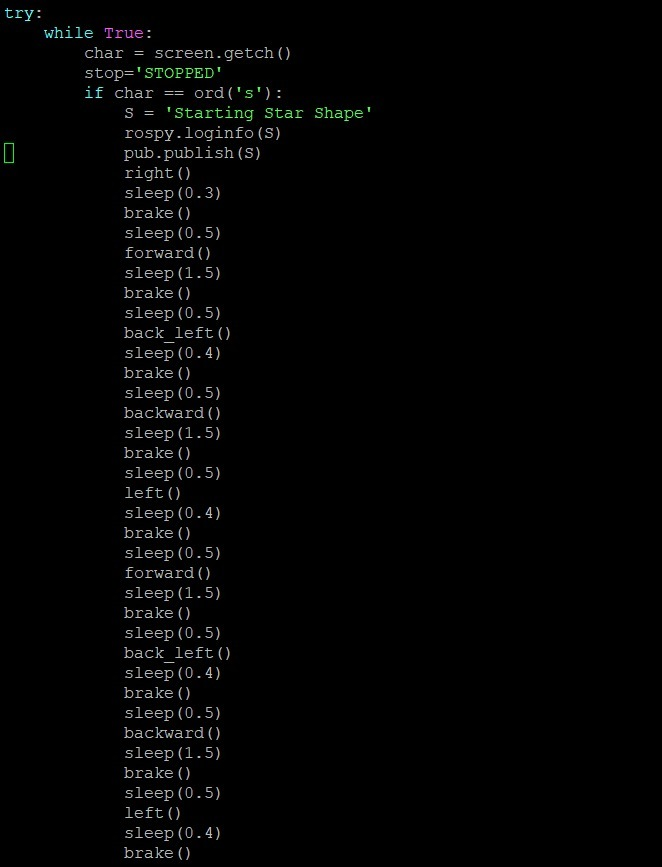 try:
    while True:
        char = screen.getch()
        stop='STOPPED'
        if char == ord('s'):
            S = 'Starting Star Shape'
            rospy.loginfo(S)
            pub.publish(S)
            right()
            sleep(0.3)
            brake()
            sleep(0.5)
            forward()
            sleep(1.5)
            brake()
            sleep(0.5)
            back_left()
            sleep(0.4)
            brake()
            sleep(0.5)
            backward()
            sleep(1.5)
            brake()
            sleep(0.5)
            left()
            sleep(0.4)
            brake()
            sleep(0.5)
            forward()
            sleep(1.5)
            brake()
            sleep(0.5)
            back_left()
            sleep(0.4)
            brake()
            sleep(0.5)
            backward()
            sleep(1.5)
            brake()
            sleep(0.5)
            left()
            sleep(0.4)
            brake()